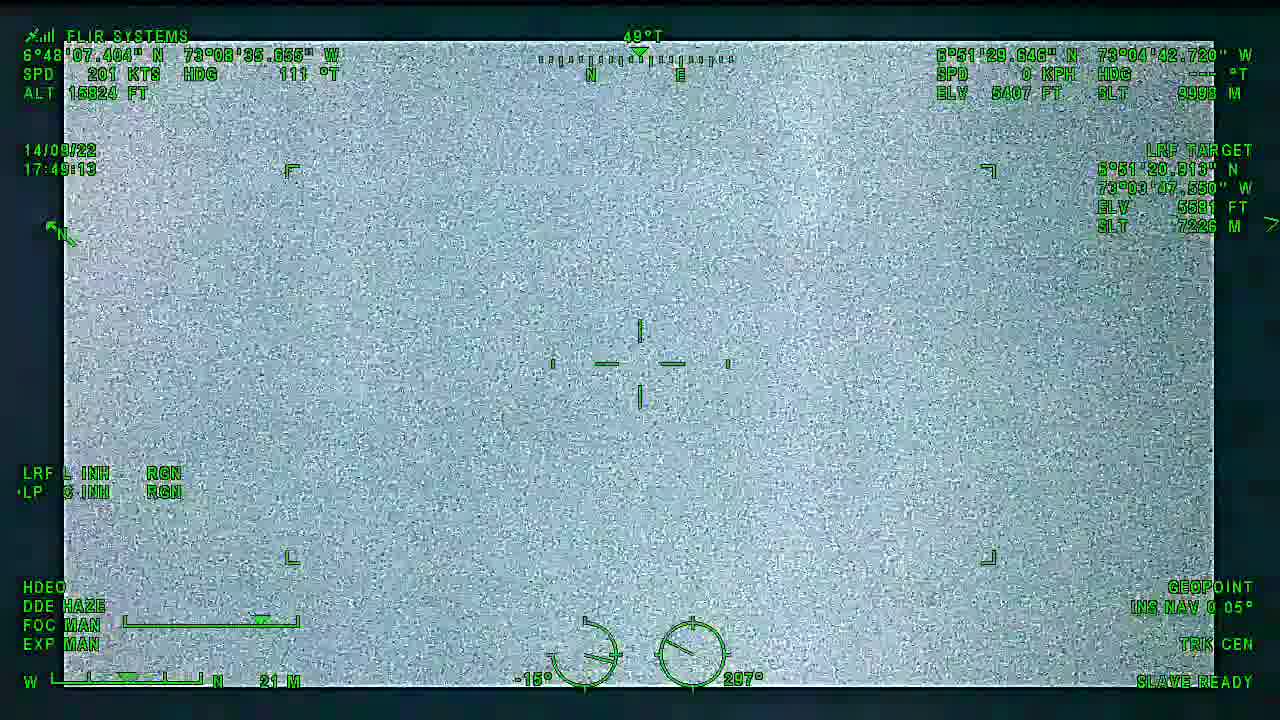 FLIR SYSTEMS
6°48'07.404" N 73°08'35.655" W
SPD 201 KTS HDG 111 °T
ALT 15824 FT
49°T
N E
6°51'29.646" N 73°04'42.720" W
SPD 0 KPH HDG --- °T
ELV 5407 FT SLT 9998 M
14/09/22
17:49:13
N
LRF TARGET
6°51'20.913" N
73°03'47.550" W
ELV 5581 FT
SLT 7226 M
LRF L INH RGN
LP C INH RGN
HDEO
DDE HAZE
FOC MAN
EXP MAN
W N 21 M
-15°
297°
GEOPOINT
INS NAV 0.05°
TRK CEN
SLAVE READY